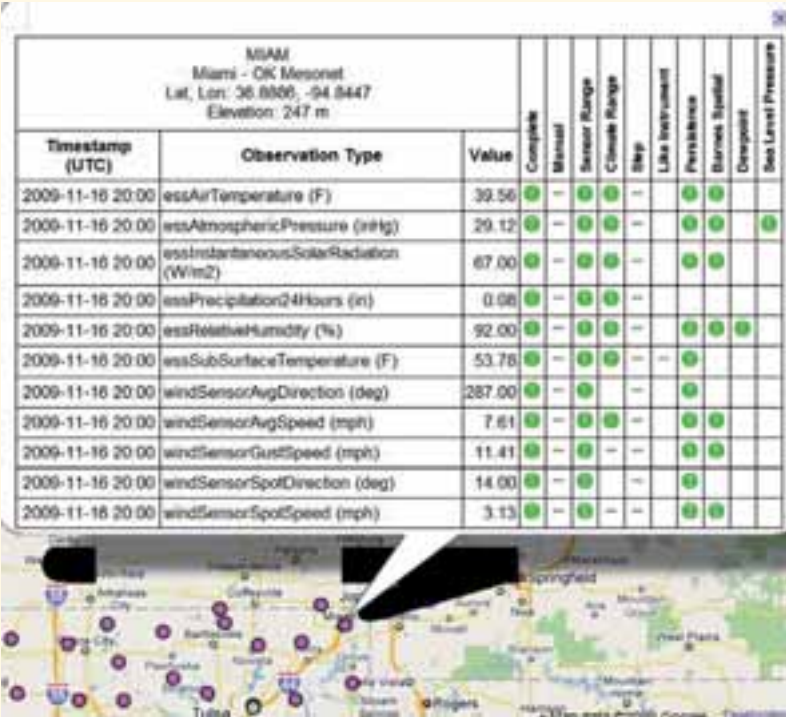 MIAM
Miami - OK Mesonet
Lat, Lon: 36.8886, -94.8447
Elevation: 247 m
Timestamp (UTC) Observation Type Value Complete Manual Sensor Range Climate Range Step Like Instrument Persistence Barnes Spatial Dewpoint Sea Level Pressure
2009-11-16 20:00 essAirTemperature (F) 39.56 – –
2009-11-16 20:00 essAtmosphericPressure (inHg) 29.12 – –
2009-11-16 20:00 essInstantaneousSolarRadiation (W/m2) 67.00 – –
2009-11-16 20:00 essPrecipitation24Hours (in) 0.08 – –
2009-11-16 20:00 essRelativeHumidity (%) 92.00 – –
2009-11-16 20:00 essSubSurfaceTemperature (F) 53.78 – – –
2009-11-16 20:00 windSensorAvgDirection (deg) 287.00 – –
2009-11-16 20:00 windSensorAvgSpeed (mph) 7.61 – –
2009-11-16 20:00 windSensorGustSpeed (mph) 11.41 – – –
2009-11-16 20:00 windSensorSpotDirection (deg) 14.00 – –
2009-11-16 20:00 windSensorSpotSpeed (mph) 3.13 – – –
Springfield
Arkansas City
Coffeyville
Bartlesville
West Plains
Mountain Home
Rogers
Tulsa